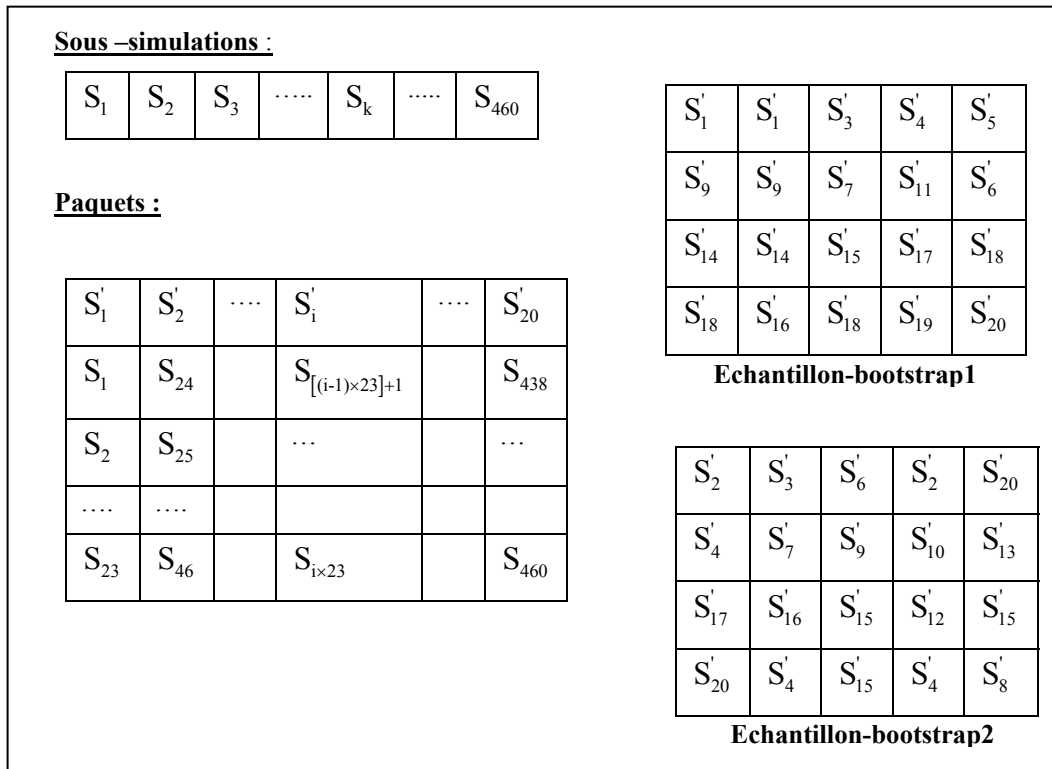 Sous –simulations :
S1 S2 S3 ….. Sk ..... S460
Paquets :
S'1 S'2 …. S'i …. S'20
S1 S24 S[(i-1)×23]+1 S438
S2 S25 … …
…. ….
S23 S46 Si×23 S460
S'1 S'1 S'3 S'4 S'5
S'9 S'9 S'7 S'11 S'6
S'14 S'14 S'15 S'17 S'18
S'18 S'16 S'18 S'19 S'20
Echantillon-bootstrap1
S'2 S'3 S'6 S'2 S'20
S'4 S'7 S'9 S'10 S'13
S'17 S'16 S'15 S'12 S'15
S'20 S'4 S'15 S'4 S'8
Echantillon-bootstrap2